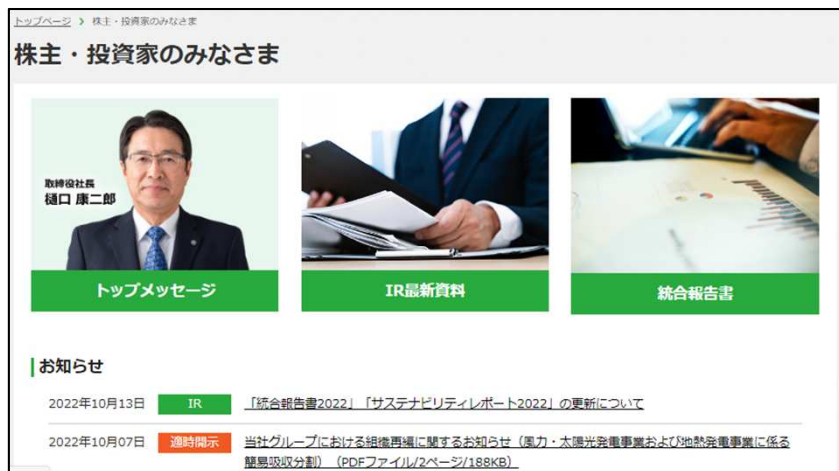 トップページ > 株主・投資家のみなさま
株主・投資家のみなさま
取締役社長
樋口 康二郎
トップメッセージ
IR最新資料
統合報告書
お知らせ
2022年10月13日 IR 「統合報告書2022」「サステナビリティレポート2022」の更新について
2022年10月07日 適時開示 当社グループにおける組織再編に関するお知らせ（風力・太陽光発電事業および地熱発電事業に係る
簡易吸収分割）（PDFファイル/2ページ/188KB）